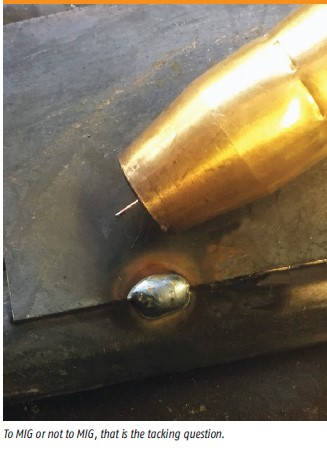 To MIG or not to MIG, that is the tacking question.